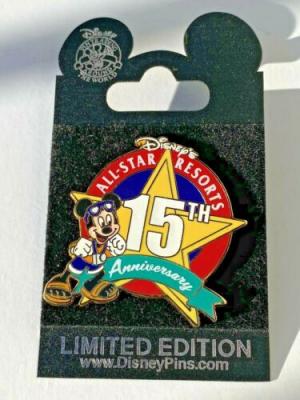 DISNEY'S
ALL-STAR RESORTS
15TH
Anniversary
LIMITED EDITION
www.DisneyPins.com